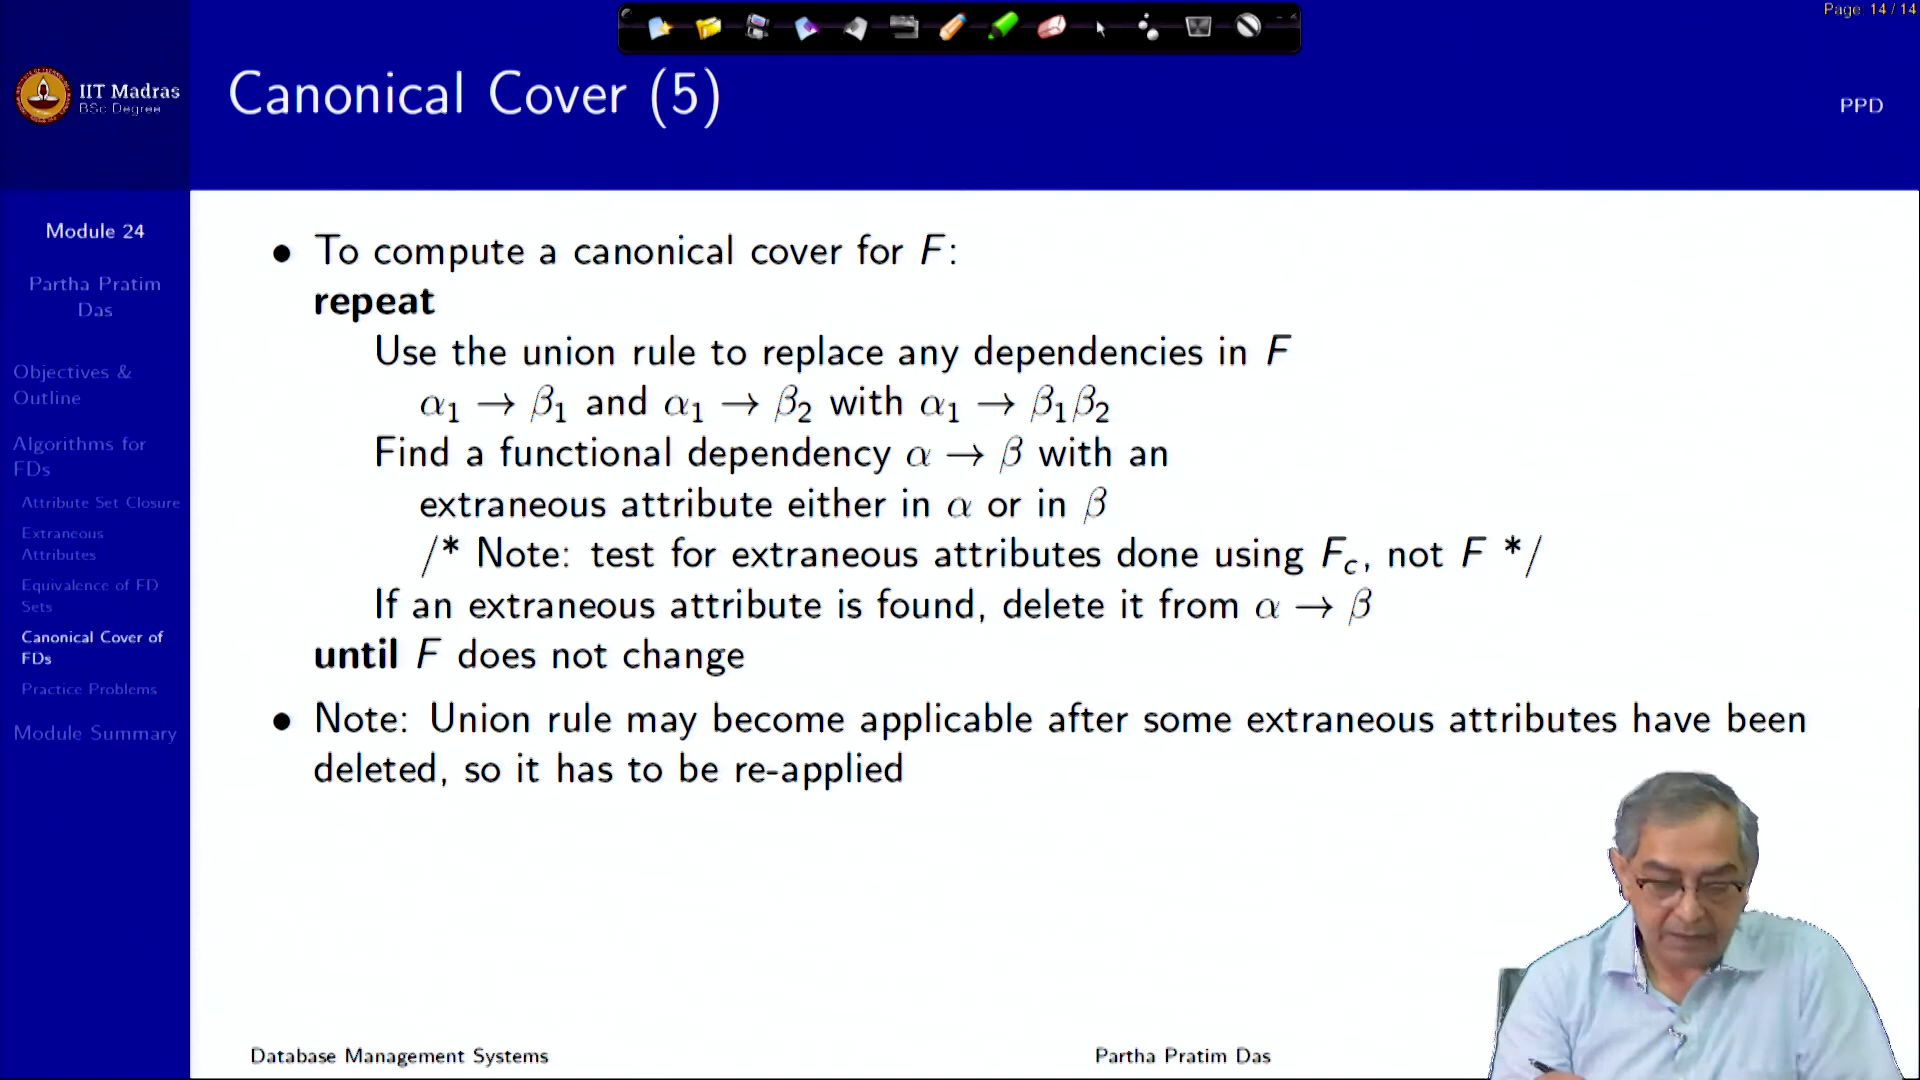 Page: 14 / 14
IIT Madras
BSc Degree
Canonical Cover (5)
PPD
Module 24
Partha Pratim
Das
Objectives &
Outline
Algorithms for
FDs
Attribute Set Closure
Extraneous
Attributes
Equivalence of FD
Sets
Canonical Cover of
FDs
Practice Problems
Module Summary
• To compute a canonical cover for F:
repeat
Use the union rule to replace any dependencies in F
α₁ → β₁ and α₁ → β₂ with α₁ → β₁β₂
Find a functional dependency α → β with an
extraneous attribute either in α or in β
/* Note: test for extraneous attributes done using F_c, not F */
If an extraneous attribute is found, delete it from α → β
until F does not change
• Note: Union rule may become applicable after some extraneous attributes have been
deleted, so it has to be re-applied
Database Management Systems
Partha Pratim Das